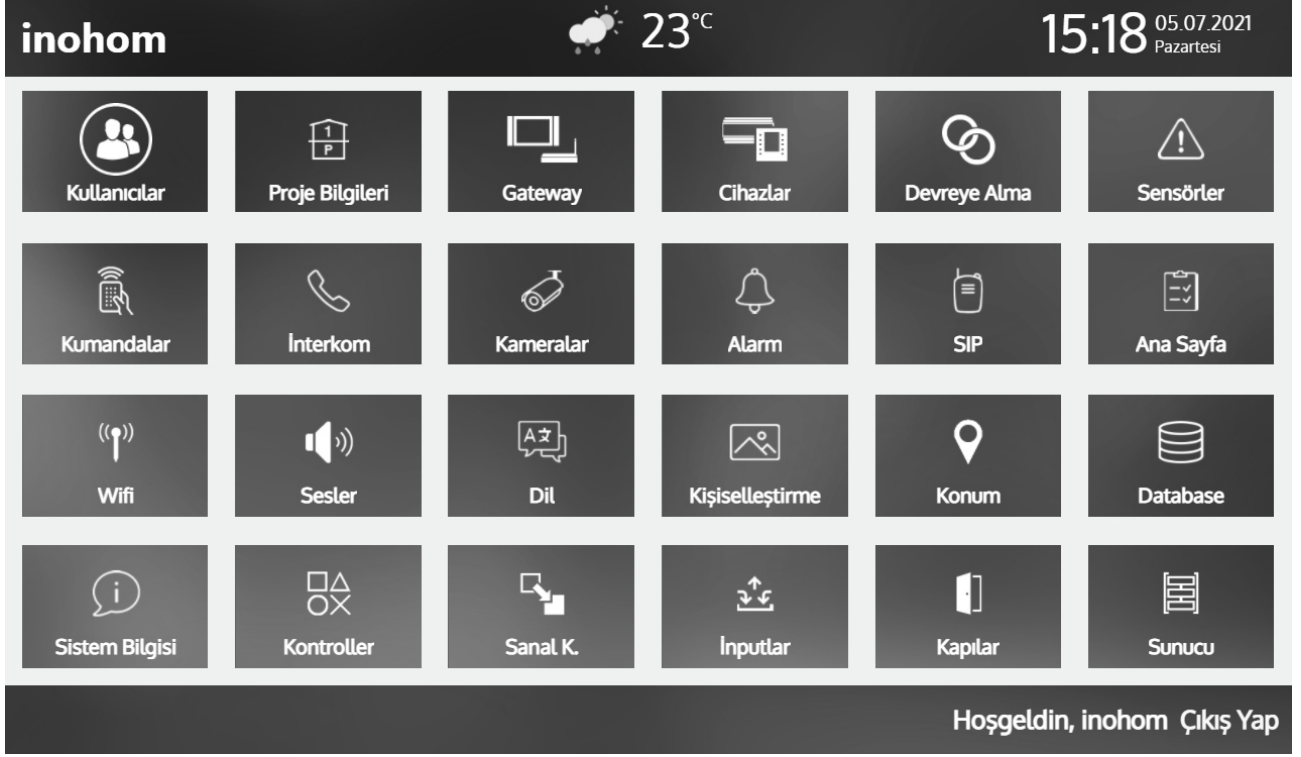 inohom
23°C
15:18 05.07.2021
Pazartesi
Kullanıcılar
Proje Bilgileri
Gateway
Cihazlar
Devreye Alma
Sensörler
Kumandalar
İnterkom
Kameralar
Alarm
SIP
Ana Sayfa
Wifi
Sesler
Dil
Kişiselleştirme
Konum
Database
Sistem Bilgisi
Kontroller
Sanal K.
İnputlar
Kapılar
Sunucu
Hoşgeldin, inohom Çıkış Yap